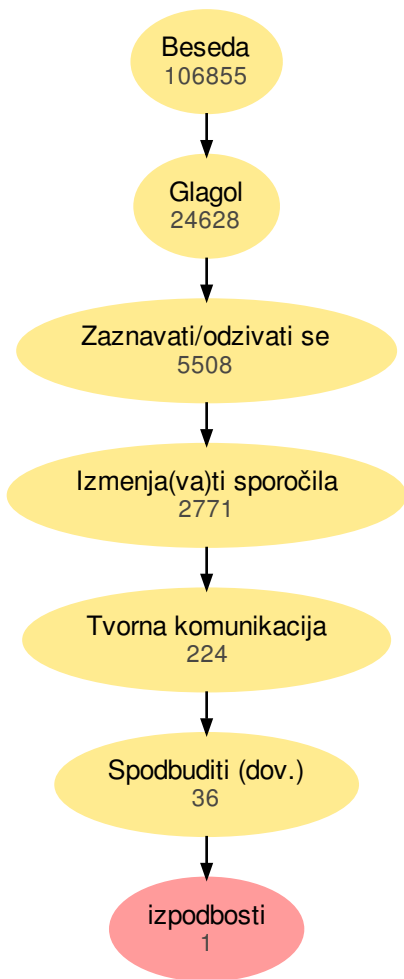 Beseda
106855
Glagol
24628
Zaznavati/odzivati se
5508
Izmenja(va)ti sporočila
2771
Tvorna komunikacija
224
Spodbuditi (dov.)
36
izpodbosti
1